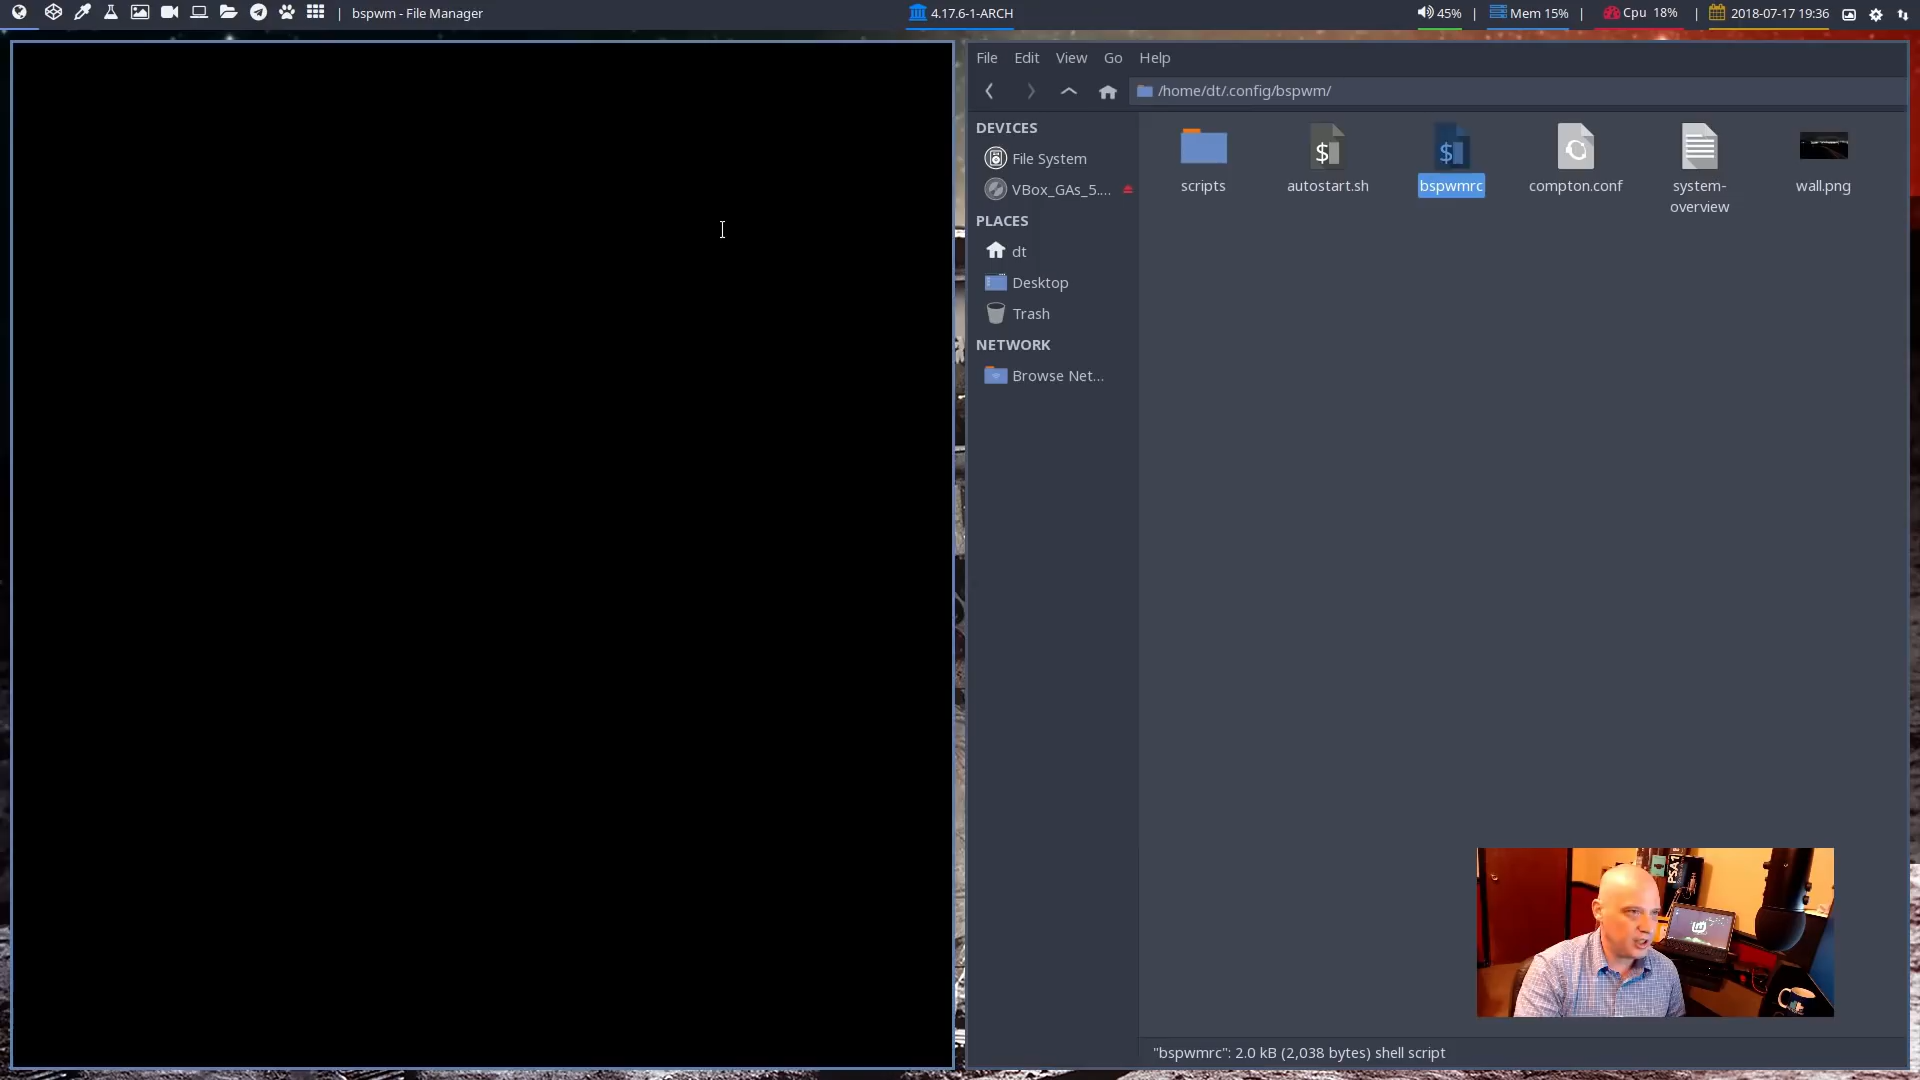 | bspwm - File Manager
4.17.6-1-ARCH
45% | Mem 15% | Cpu 18% | 2018-07-17 19:36
File Edit View Go Help
/home/dt/.config/bspwm/
DEVICES
File System
VBox_GAs_5....
PLACES
dt
Desktop
Trash
NETWORK
Browse Net...
scripts
autostart.sh
bspwmrc
compton.conf
system-
overview
wall.png
PSA1
"bspwmrc": 2.0 kB (2,038 bytes) shell script